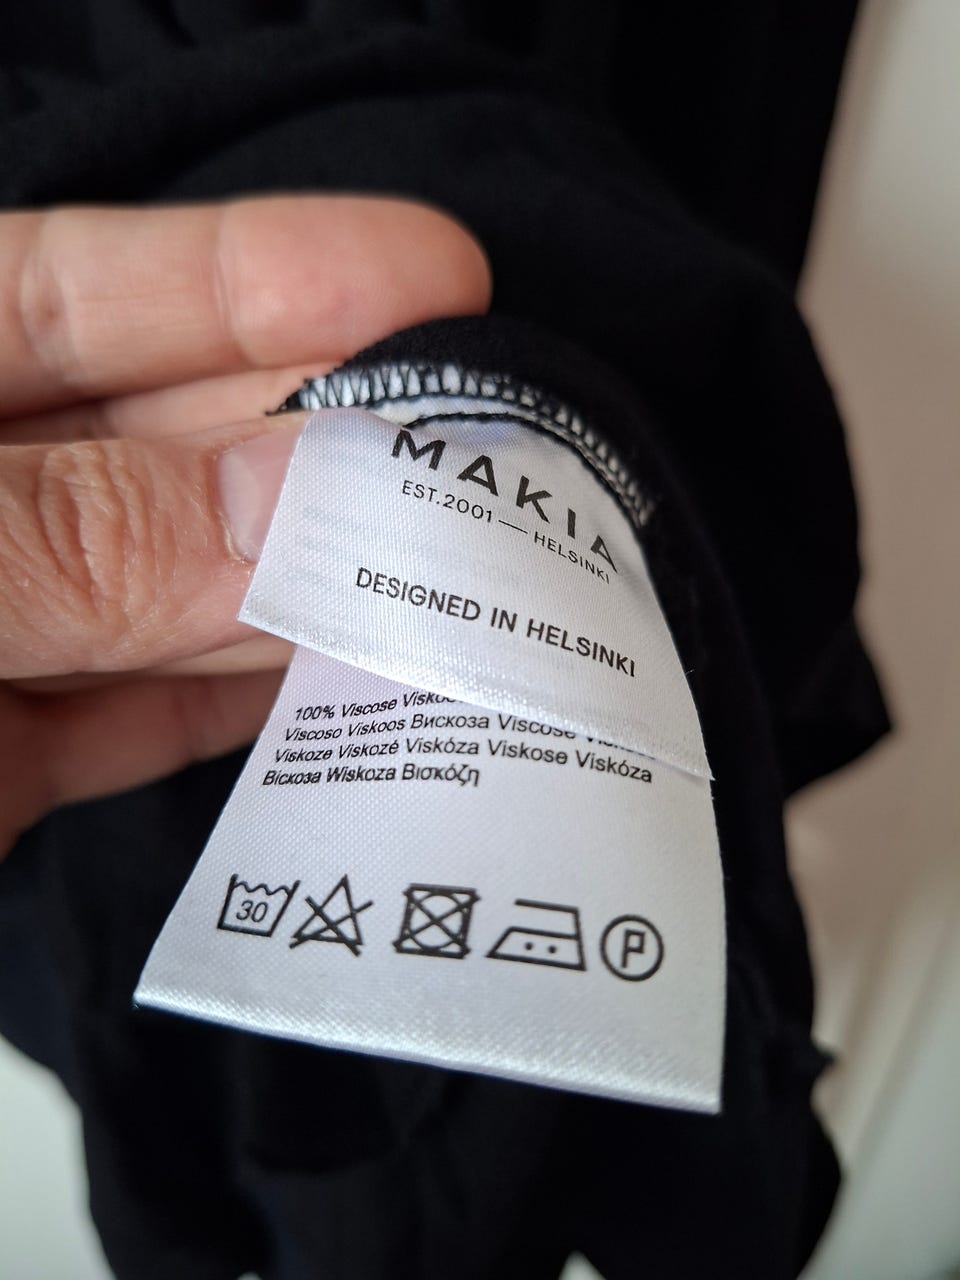 MAKIA
EST.2001 — HELSINKI
DESIGNED IN HELSINKI
100% Viscose
Viscoso Viskoos Вискоза Viscose
Viskoze Viskozė Viskóza Viskose Viskóza
Віскоза Wiskoza Βισκόζη
30
P